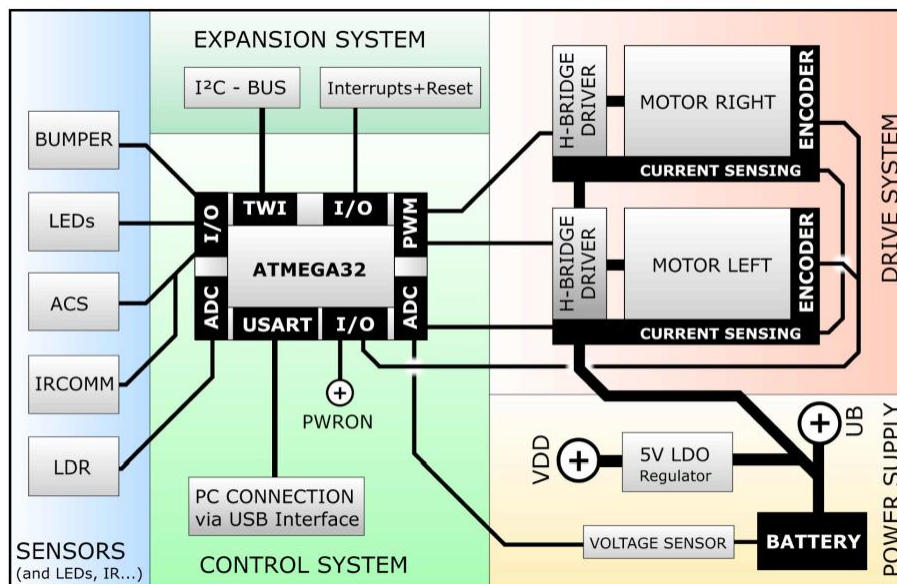 EXPANSION SYSTEM
I²C - BUS
Interrupts+Reset
BUMPER
LEDs
ACS
IRCOMM
LDR
SENSORS
(and LEDs, IR...)
I/O
TWI
I/O
PWM
ATMEGA32
ADC
USART
I/O
ADC
PWRON
PC CONNECTION
via USB Interface
CONTROL SYSTEM
H-BRIDGE
DRIVER
MOTOR RIGHT
ENCODER
CURRENT SENSING
H-BRIDGE
DRIVER
MOTOR LEFT
ENCODER
CURRENT SENSING
DRIVE SYSTEM
VDD
5V LDO
Regulator
UB
VOLTAGE SENSOR
BATTERY
POWER SUPPLY